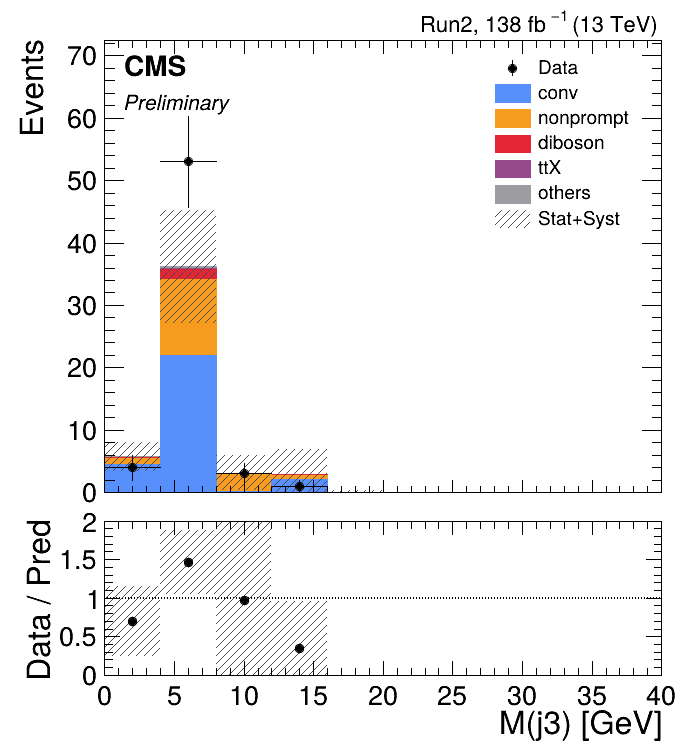 Run2, 138 fb⁻¹ (13 TeV)
Events
70
60
50
40
30
20
10
0
CMS
Preliminary
Data
conv
nonprompt
diboson
ttX
others
Stat+Syst
Data / Pred
2
1.5
1
0.5
0
0 5 10 15 20 25 30 35 40
M(j3) [GeV]